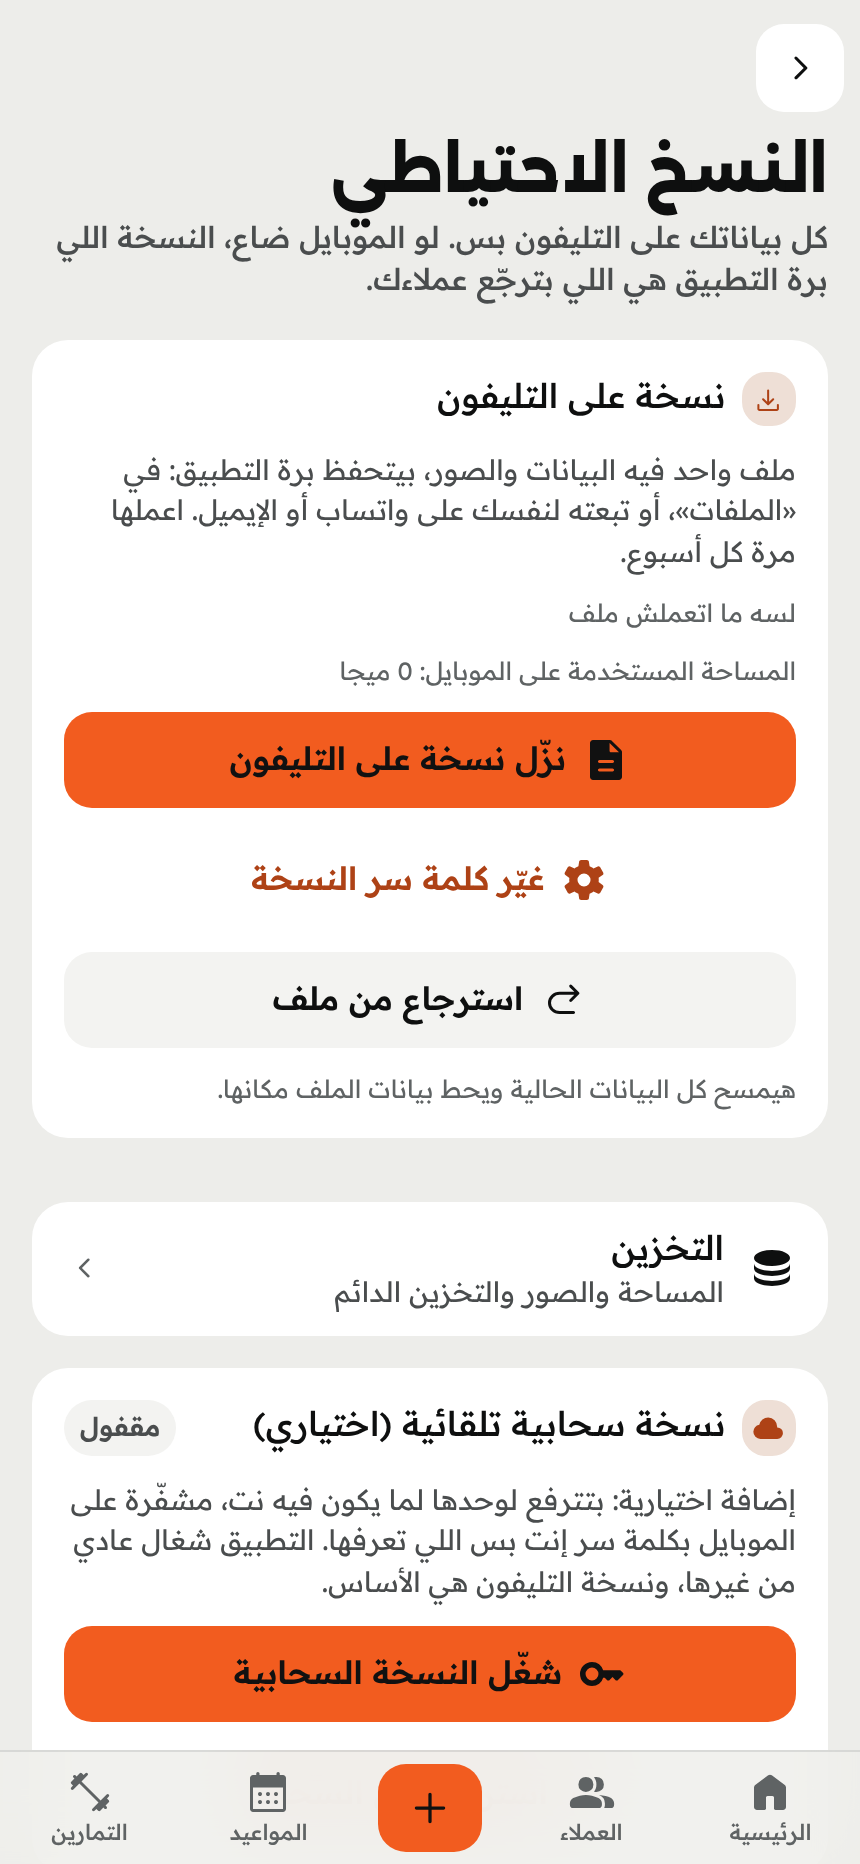 النسخ الاحتياطي
كل بياناتك على التليفون بس. لو الموبايل ضاع، النسخة اللي
برة التطبيق هي اللي بترجّع عملاءك.
نسخة على التليفون
ملف واحد فيه البيانات والصور، بيتحفظ برة التطبيق: في
«الملفات»، أو تبعته لنفسك على واتساب أو الإيميل. اعملها
مرة كل أسبوع.
لسه ما اتعملش ملف
المساحة المستخدمة على الموبايل: 0 ميجا
نزّل نسخة على التليفون
غيّر كلمة سر النسخة
استرجاع من ملف
هيمسح كل البيانات الحالية ويحط بيانات الملف مكانها.
التخزين
المساحة والصور والتخزين الدائم
نسخة سحابية تلقائية (اختياري)
مقفول
إضافة اختيارية: بتترفع لوحدها لما يكون فيه نت، مشفّرة على
الموبايل بكلمة سر إنت بس اللي تعرفها. التطبيق شغال عادي
من غيرها، ونسخة التليفون هي الأساس.
شغّل النسخة السحابية
الرئيسية
العملاء
المواعيد
التمارين